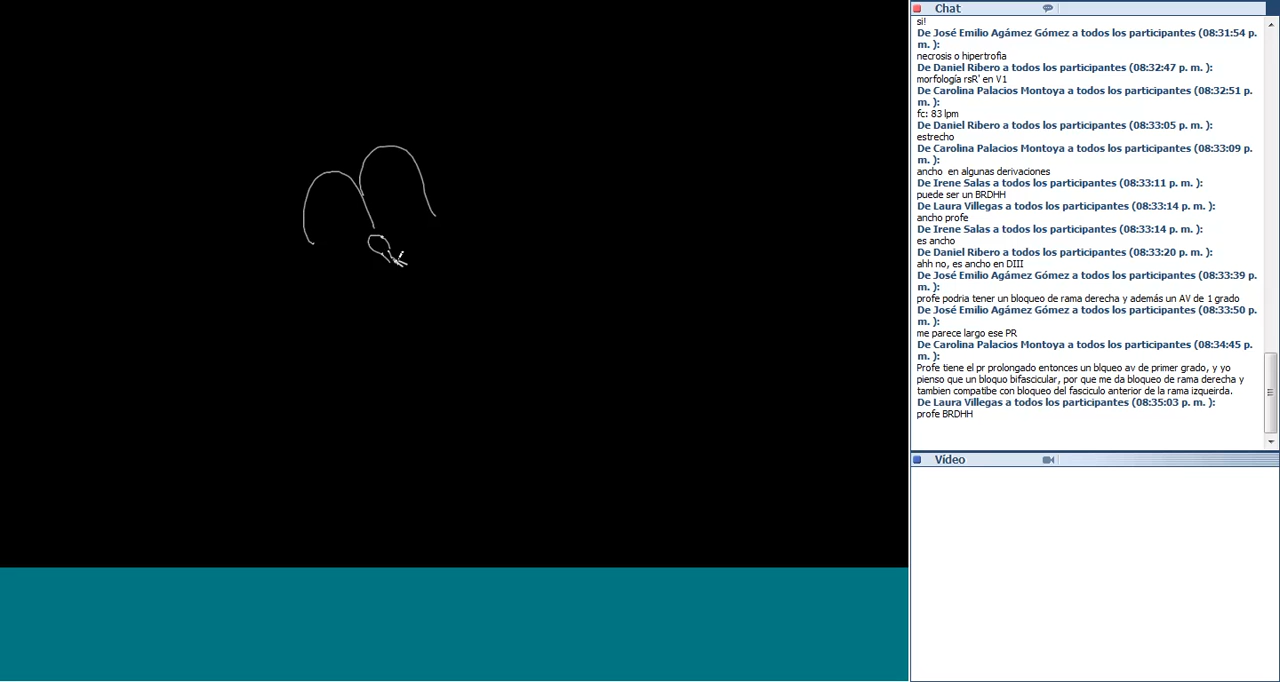 Chat
si!
De José Emilio Agámez Gómez a todos los participantes (08:31:54 p.
m. ):
necrosis o hipertrofia
De Daniel Ribero a todos los participantes (08:32:47 p. m. ):
morfología rsR' en V1
De Carolina Palacios Montoya a todos los participantes (08:32:51 p.
m. ):
fc: 83 lpm
De Daniel Ribero a todos los participantes (08:33:05 p. m. ):
estrecho
De Carolina Palacios Montoya a todos los participantes (08:33:09 p.
m. ):
ancho en algunas derivaciones
De Irene Salas a todos los participantes (08:33:11 p. m. ):
puede ser un BRDHH
De Laura Villegas a todos los participantes (08:33:14 p. m. ):
ancho profe
De Irene Salas a todos los participantes (08:33:14 p. m. ):
es ancho
De Daniel Ribero a todos los participantes (08:33:20 p. m. ):
ahh no, es ancho en DIII
De José Emilio Agámez Gómez a todos los participantes (08:33:39 p.
m. ):
profe podria tener un bloqueo de rama derecha y además un AV de 1 grado
De José Emilio Agámez Gómez a todos los participantes (08:33:50 p.
m. ):
me parece largo ese PR
De Carolina Palacios Montoya a todos los participantes (08:34:45 p.
m. ):
Profe tiene el pr prolongado entonces un blqueo av de primer grado, y yo
pienso que un bloquo bifascicular, por que me da bloqueo de rama derecha y
tambien compatibe con bloqueo del fasciculo anterior de la rama izqueirda.
De Laura Villegas a todos los participantes (08:35:03 p. m. ):
profe BRDHH
Vídeo